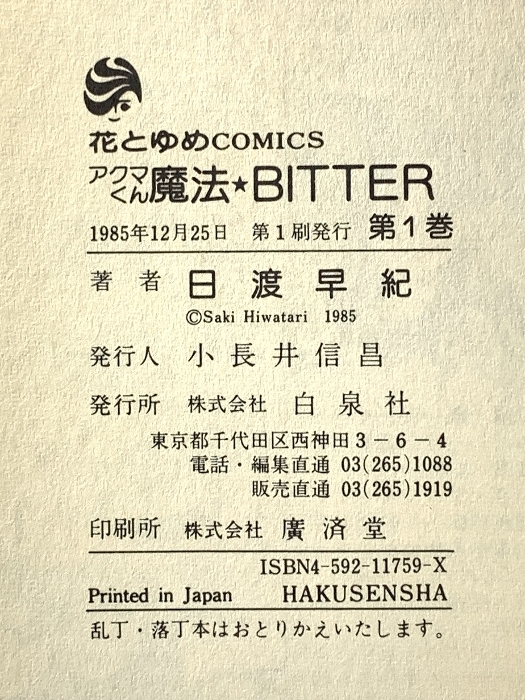 花とゆめCOMICS
アクマくん魔法★BITTER
1985年12月25日 第1刷発行 第1巻
著者 日渡早紀
©Saki Hiwatari 1985
発行人 小長井信昌
発行所 株式会社 白泉社
東京都千代田区西神田3-6-4
電話・編集直通 03(265)1088
販売直通 03(265)1919
印刷所 株式会社 廣済堂
ISBN4-592-11759-X
Printed in Japan HAKUSENSHA
乱丁・落丁本はおとりかえいたします。